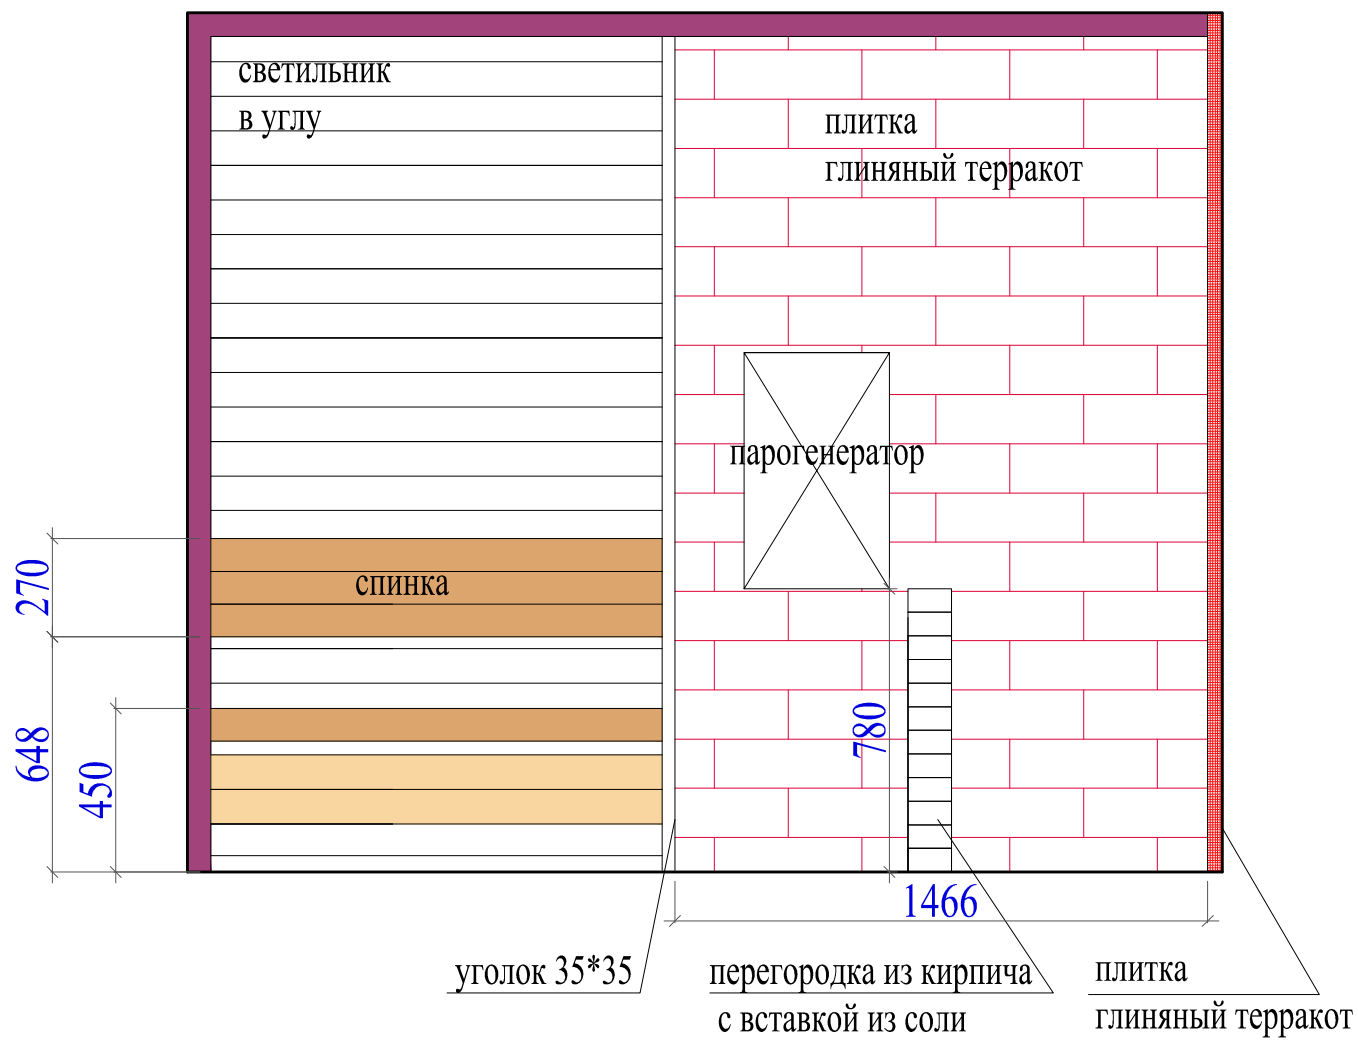 светильник
в углу
плитка
глиняный терракот
парогенератор
270
спинка
648
450
780
1466
уголок 35*35
перегородка из кирпича
с вставкой из соли
плитка
глиняный терракот